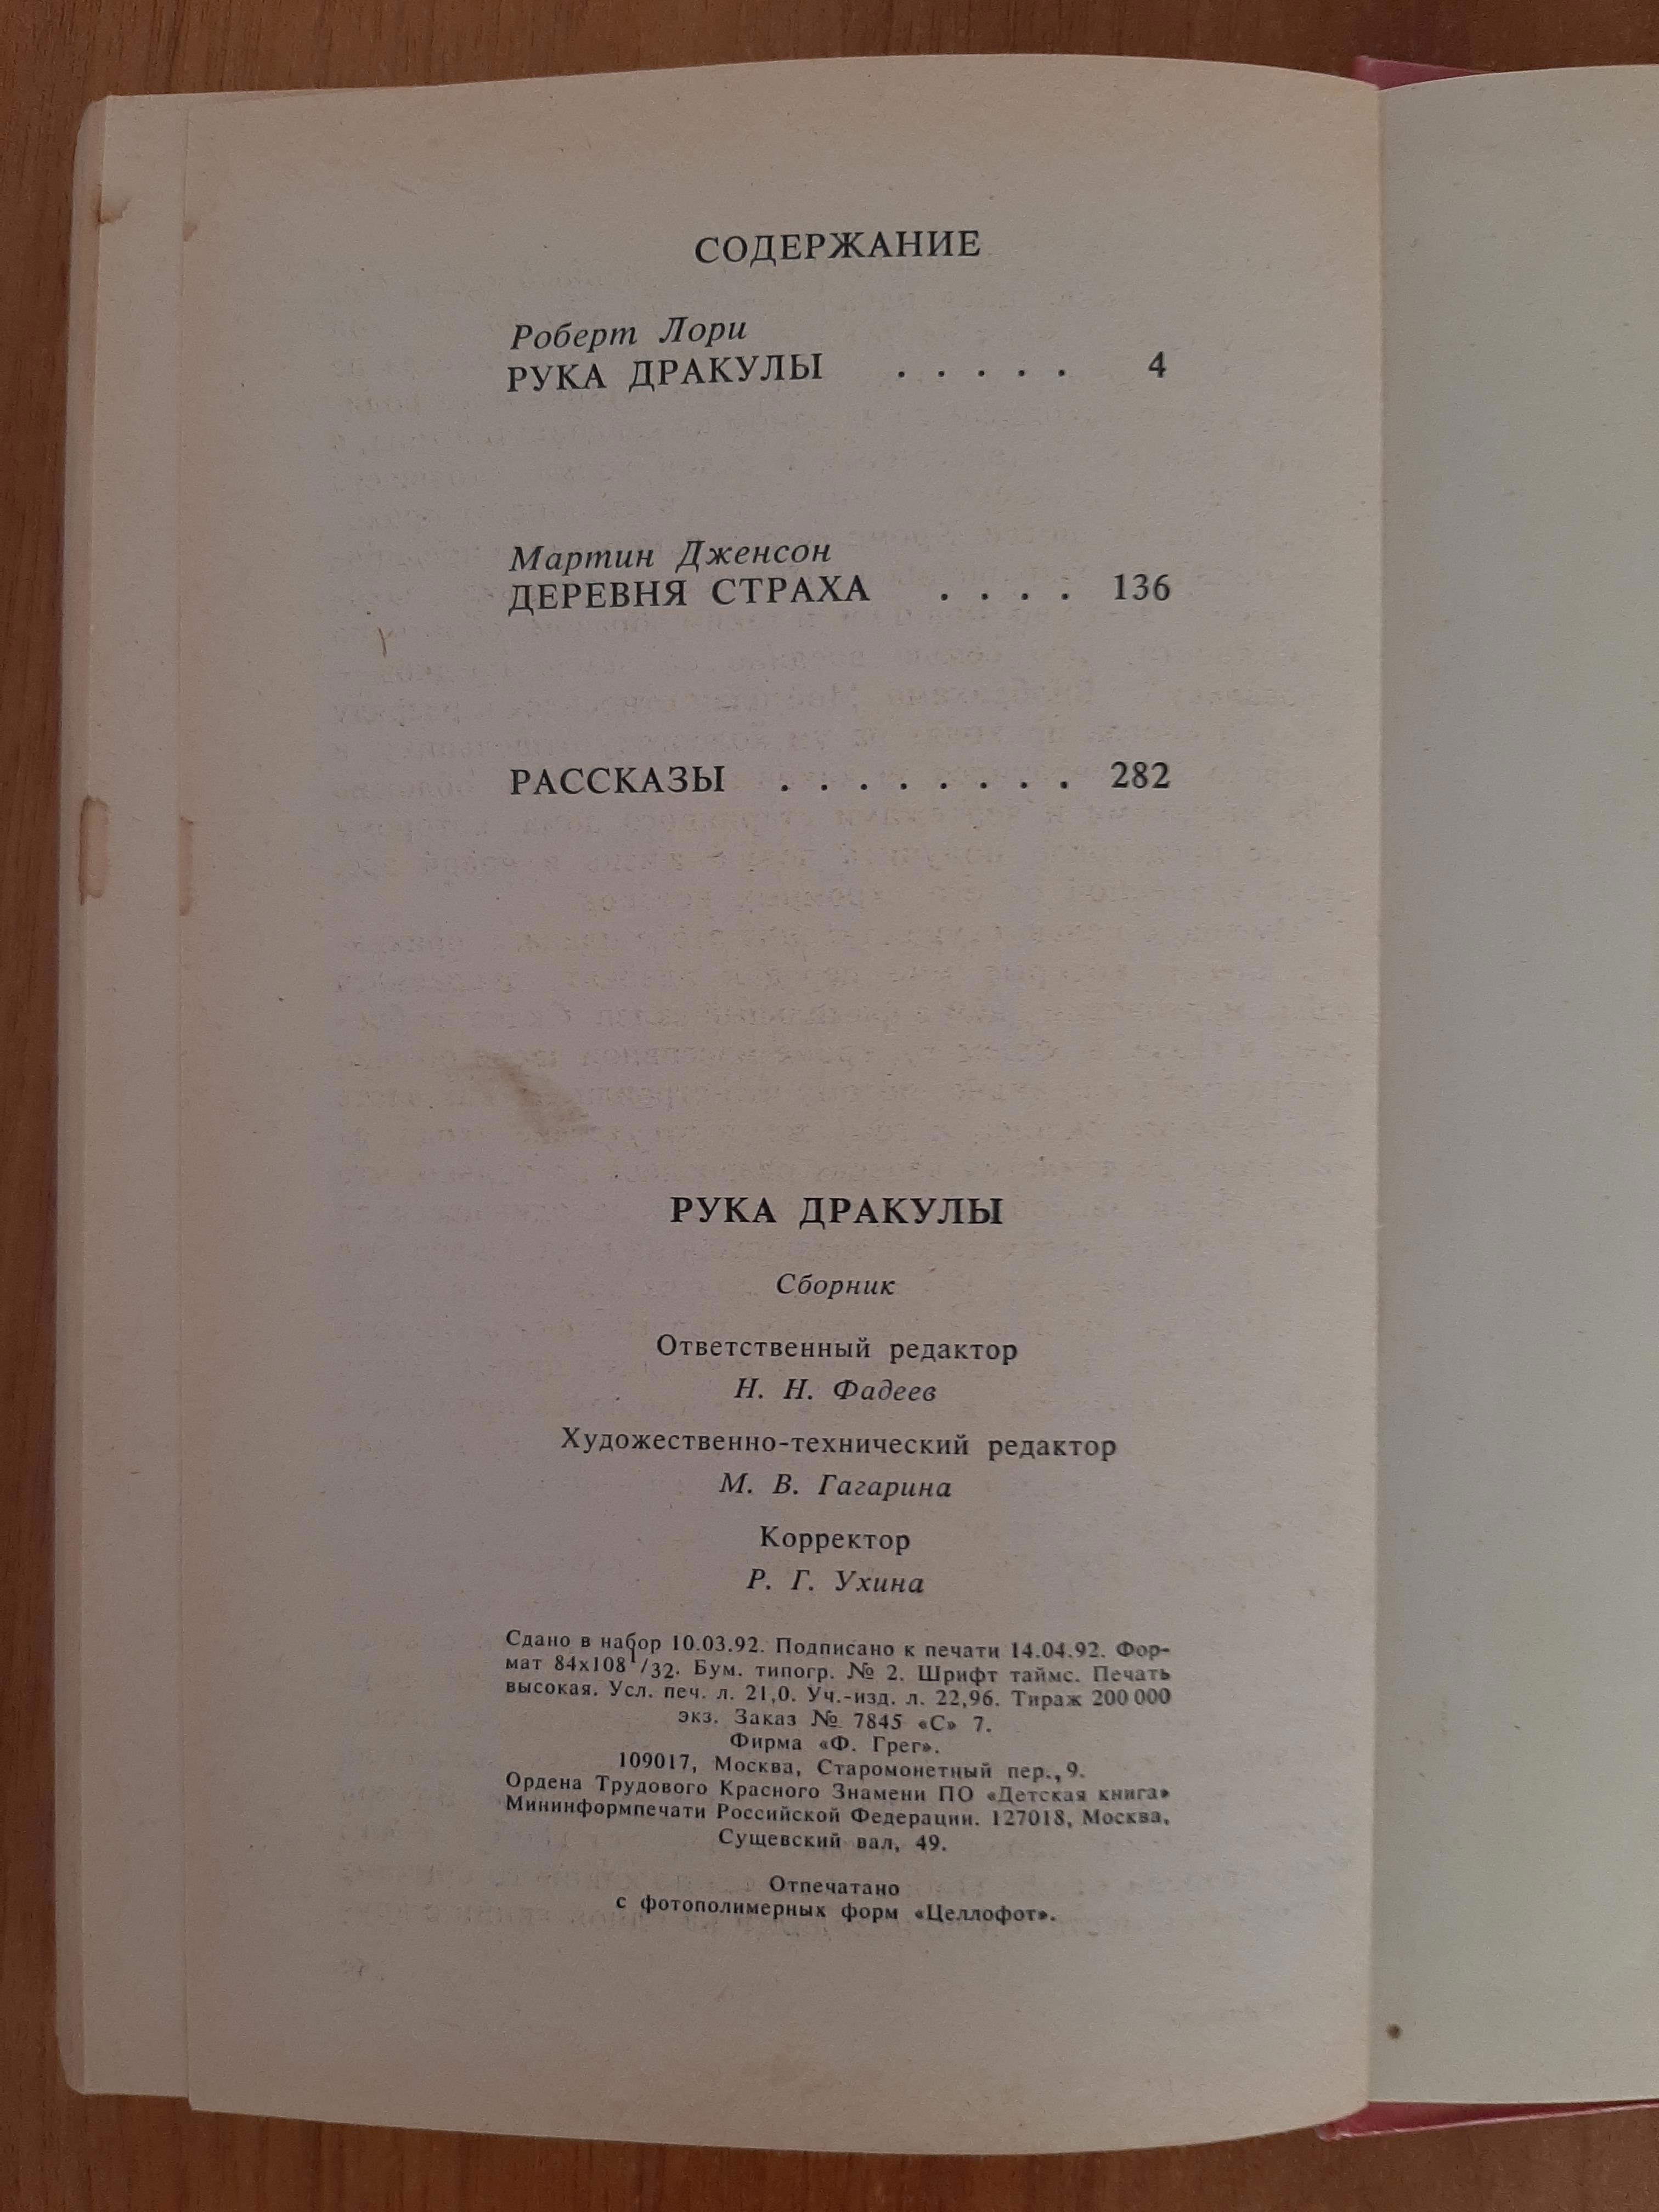 СОДЕРЖАНИЕ
Роберт Лори
РУКА ДРАКУЛЫ . . . . . 4
Мартин Дженсон
ДЕРЕВНЯ СТРАХА . . . . 136
РАССКАЗЫ . . . . . . . . 282
РУКА ДРАКУЛЫ
Сборник
Ответственный редактор
Н. Н. Фадеев
Художественно-технический редактор
М. В. Гагарина
Корректор
Р. Г. Ухина
Сдано в набор 10.03.92. Подписано к печати 14.04.92. Фор-
мат 84х108 1/32. Бум. типогр. № 2. Шрифт таймс. Печать
высокая. Усл. печ. л. 21,0. Уч.-изд. л. 22,96. Тираж 200 000
экз. Заказ № 7845 «С» 7.
Фирма «Ф. Грег».
109017, Москва, Старомонетный пер., 9.
Ордена Трудового Красного Знамени ПО «Детская книга»
Мининформпечати Российской Федерации. 127018, Москва,
Сущевский вал, 49.
Отпечатано
с фотополимерных форм «Целлофот».